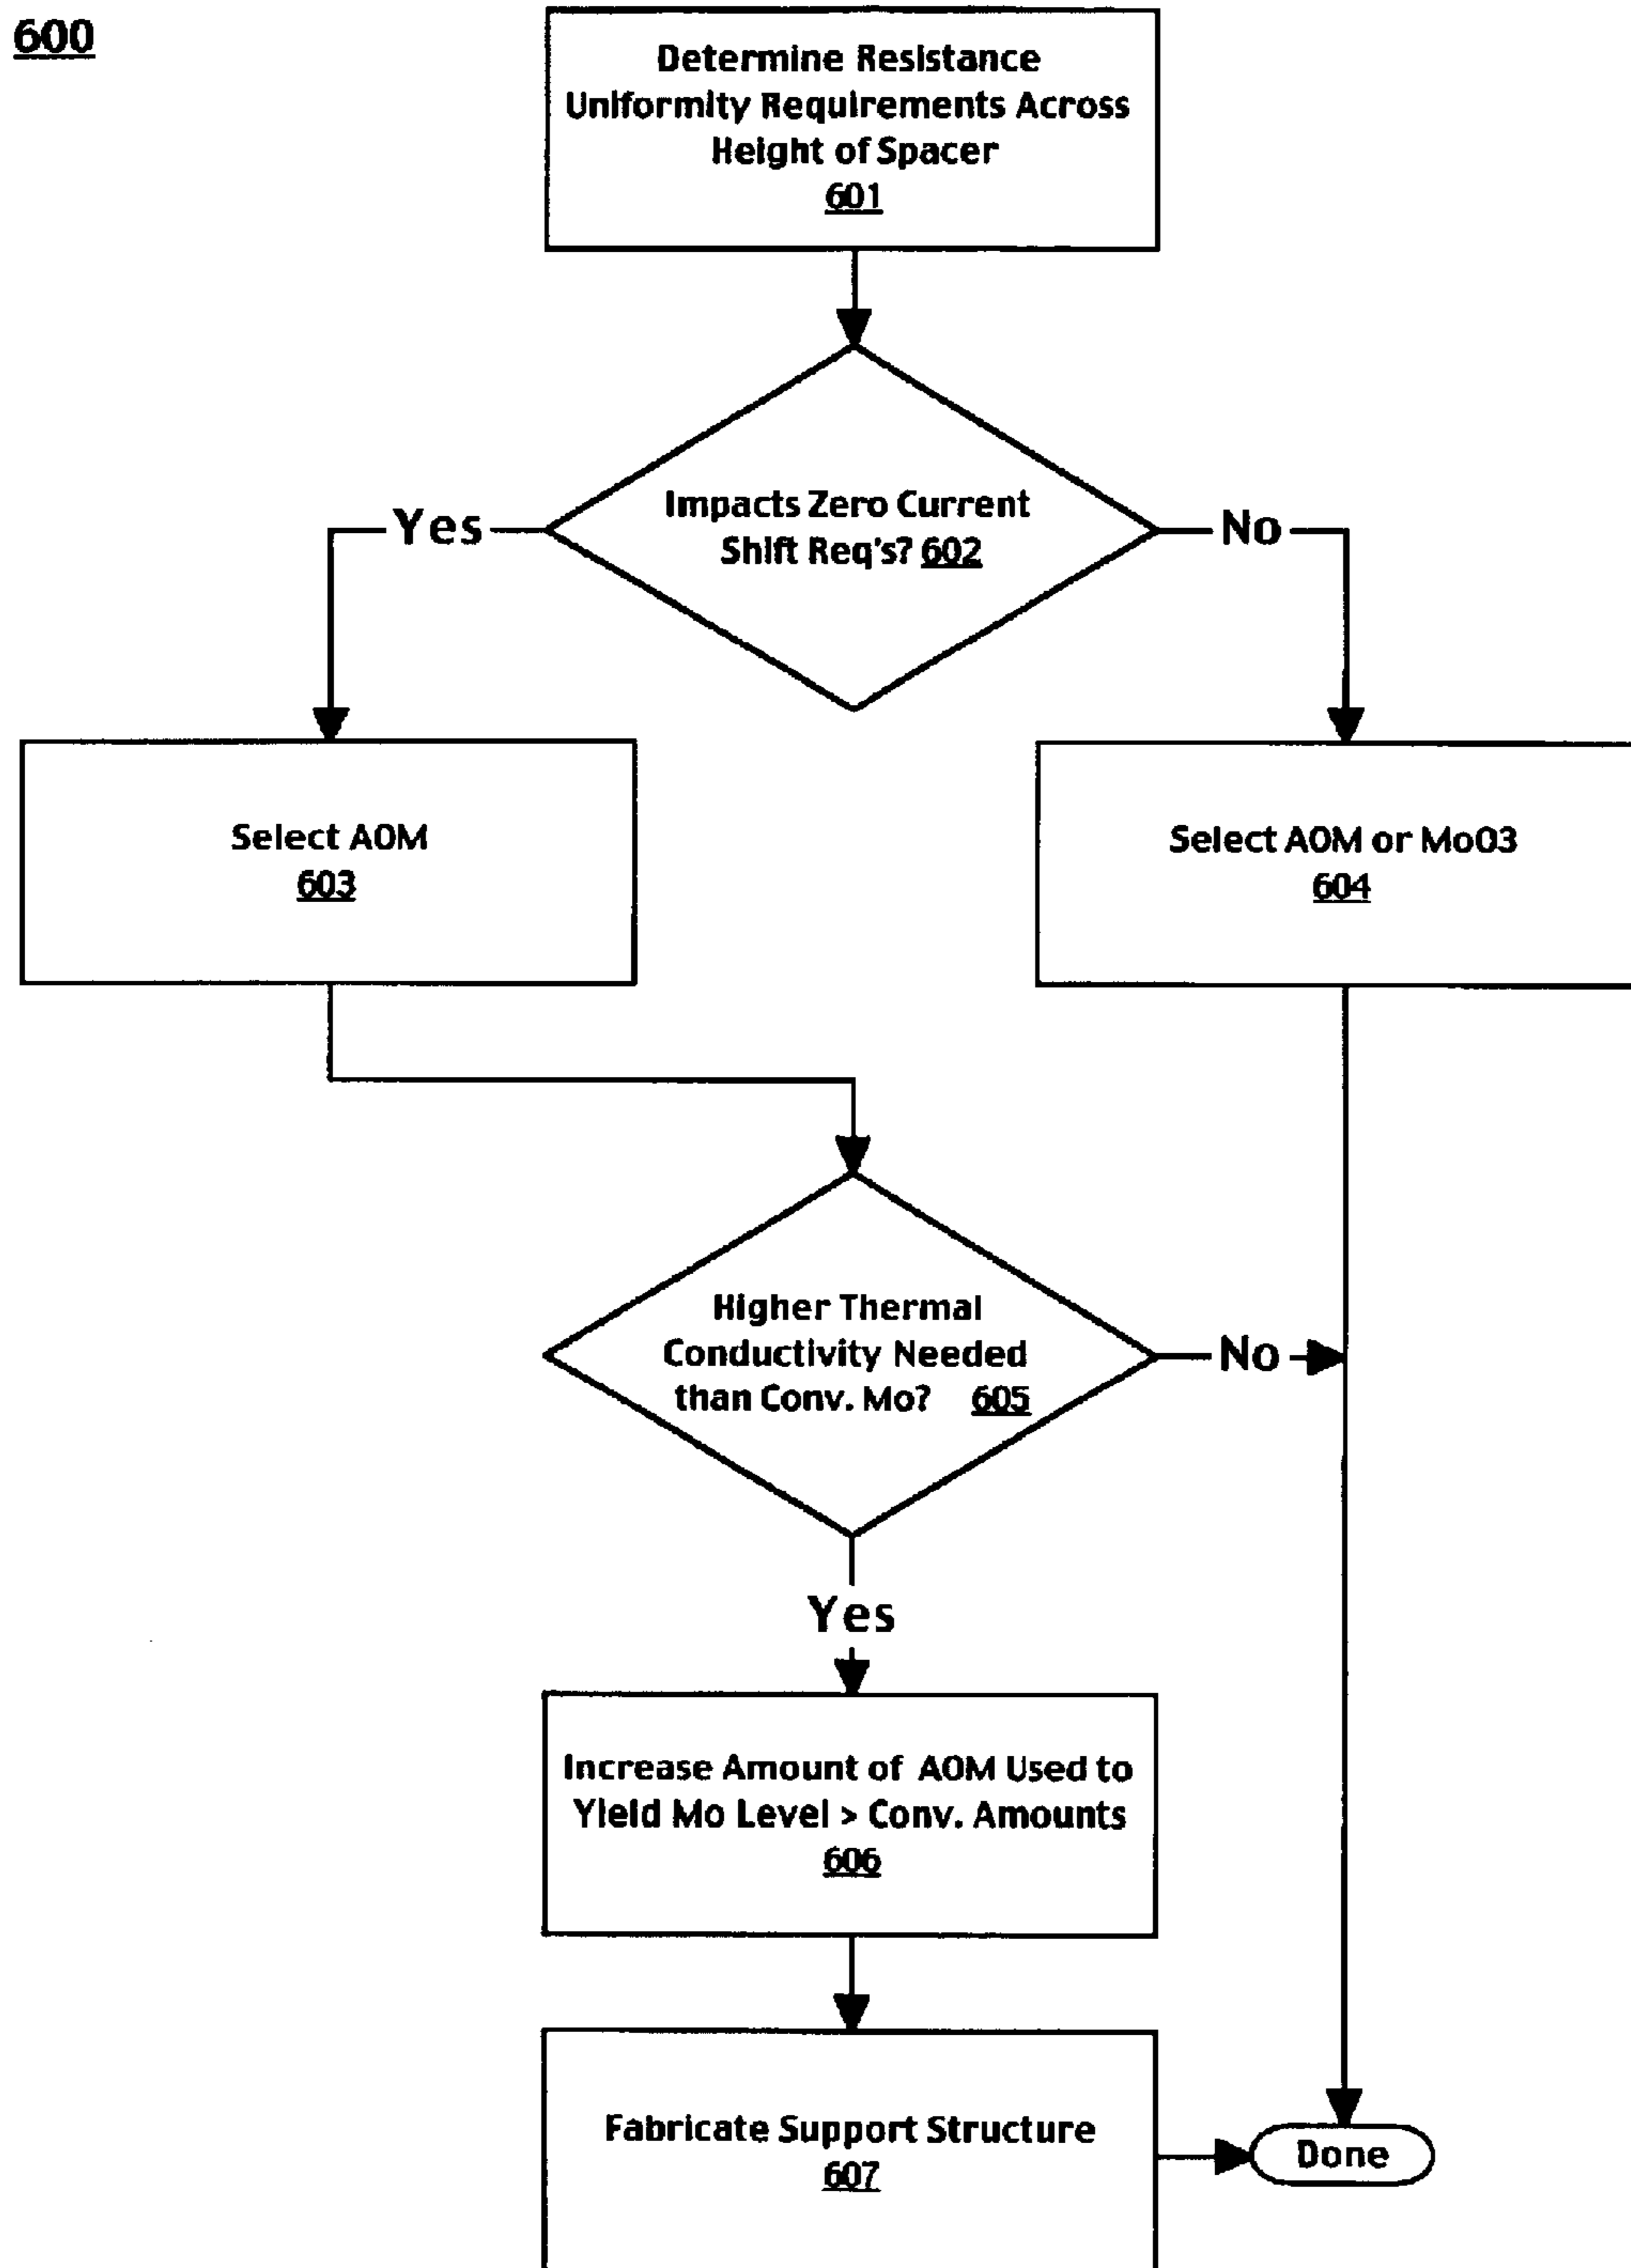 600
Determine Resistance
Uniformity Requirements Across
Height of Spacer
601
Impacts Zero Current
Shift Req's? 602
Yes
No
Select AOM
603
Select AOM or MoO3
604
Higher Thermal
Conductivity Needed
than Conv. Mo? 605
No
Yes
Increase Amount of AOM Used to
Yield Mo Level > Conv. Amounts
606
Fabricate Support Structure
607
Done